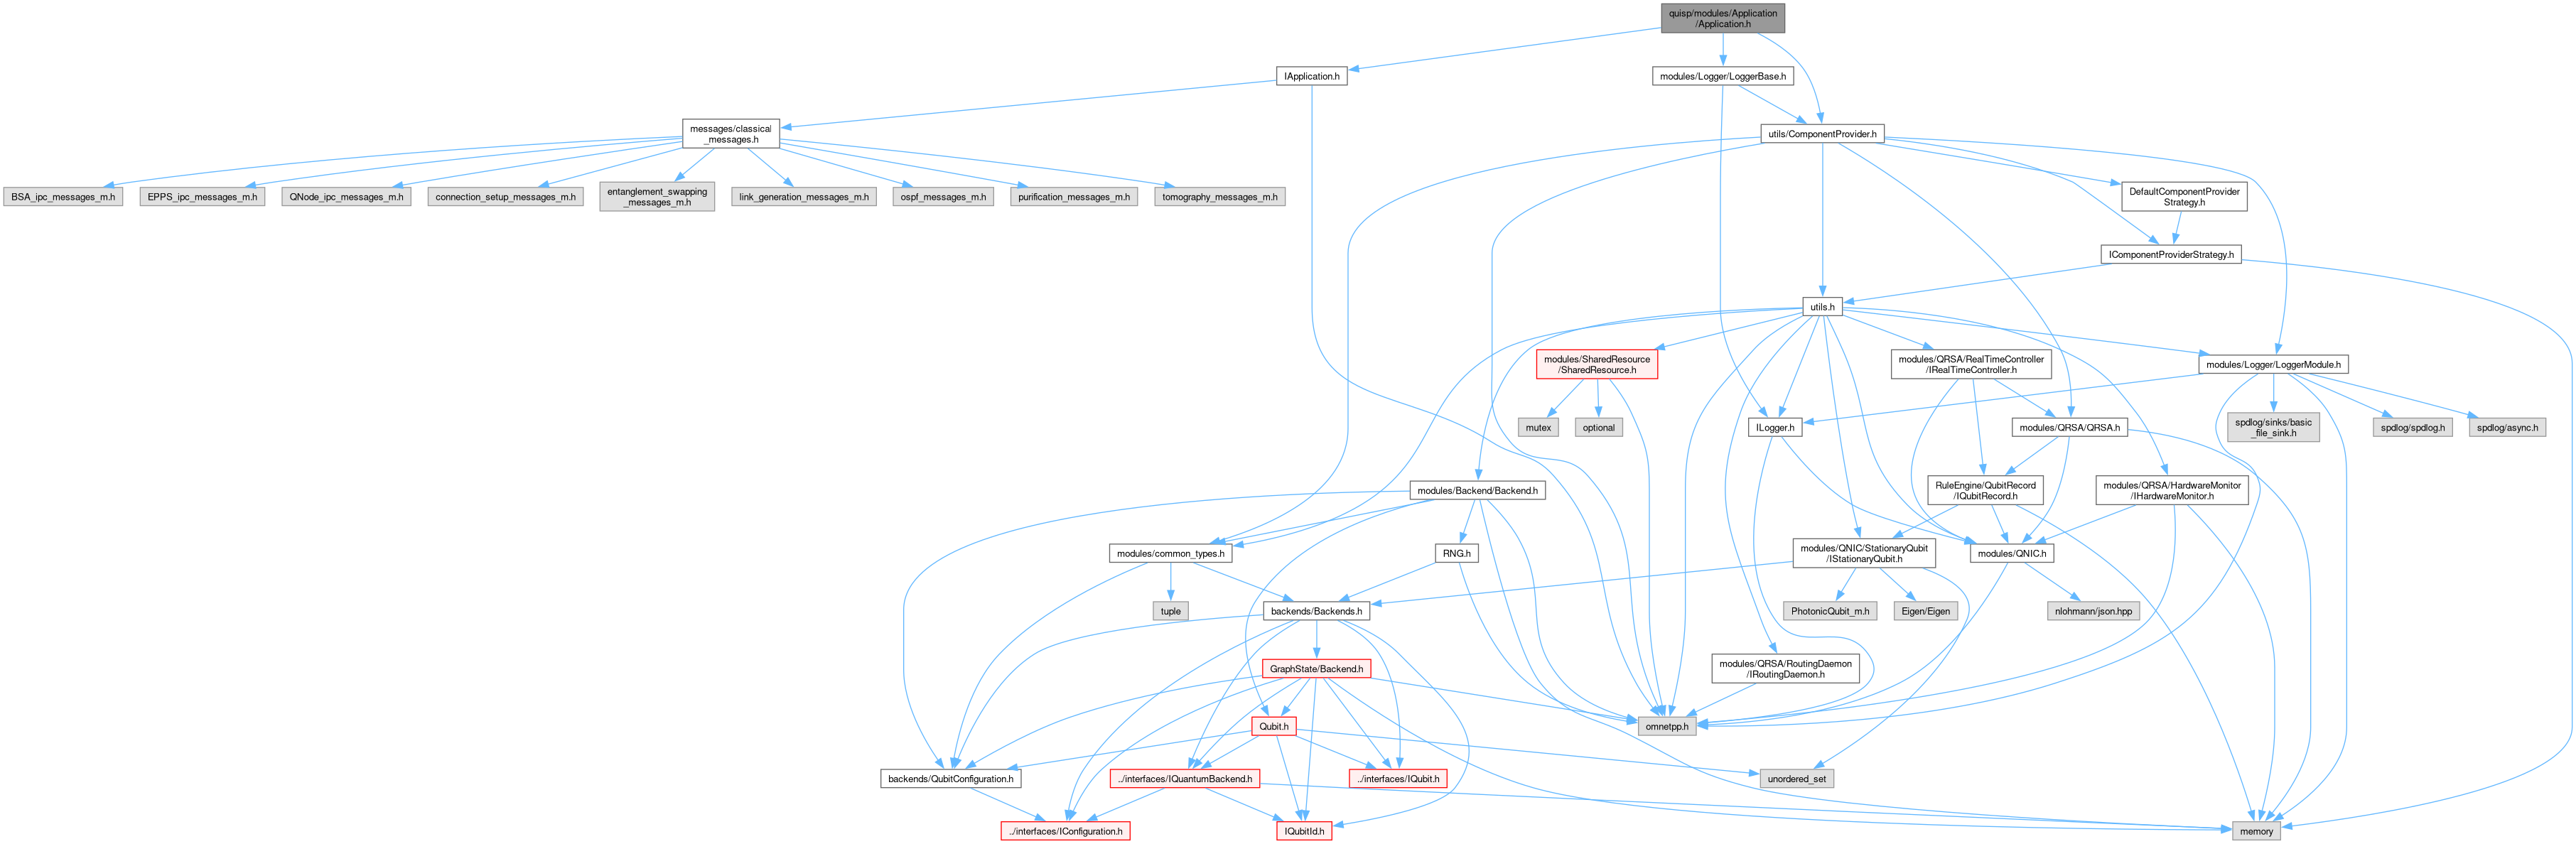 quisp/modules/Application
/Application.h
IApplication.h
modules/Logger/LoggerBase.h
messages/classical
_messages.h
utils/ComponentProvider.h
BSA_ipc_messages_m.h
EPPS_ipc_messages_m.h
QNode_ipc_messages_m.h
connection_setup_messages_m.h
entanglement_swapping
_messages_m.h
link_generation_messages_m.h
ospf_messages_m.h
purification_messages_m.h
tomography_messages_m.h
DefaultComponentProvider
Strategy.h
IComponentProviderStrategy.h
utils.h
modules/SharedResource
/SharedResource.h
modules/QRSA/RealTimeController
/IRealTimeController.h
modules/Logger/LoggerModule.h
mutex
optional
ILogger.h
modules/QRSA/QRSA.h
spdlog/sinks/basic
_file_sink.h
spdlog/spdlog.h
spdlog/async.h
modules/Backend/Backend.h
RuleEngine/QubitRecord
/IQubitRecord.h
modules/QRSA/HardwareMonitor
/IHardwareMonitor.h
modules/common_types.h
RNG.h
modules/QNIC/StationaryQubit
/IStationaryQubit.h
modules/QNIC.h
tuple
backends/Backends.h
PhotonicQubit_m.h
Eigen/Eigen
nlohmann/json.hpp
GraphState/Backend.h
modules/QRSA/RoutingDaemon
/IRoutingDaemon.h
Qubit.h
omnetpp.h
backends/QubitConfiguration.h
../interfaces/IQuantumBackend.h
../interfaces/IQubit.h
unordered_set
../interfaces/IConfiguration.h
IQubitId.h
memory